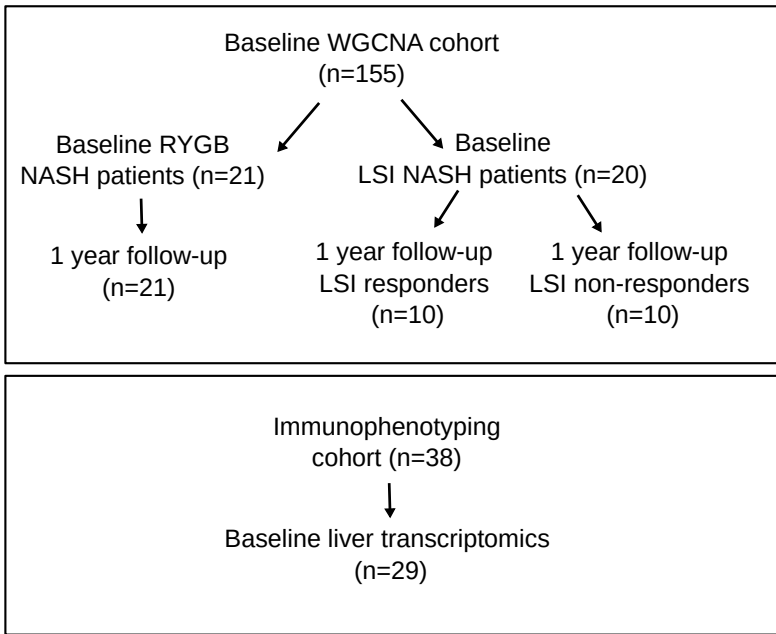 Baseline WGCNA cohort
(n=155)
Baseline RYGB
NASH patients (n=21)
Baseline
LSI NASH patients (n=20)
1 year follow-up
(n=21)
1 year follow-up
LSI responders
(n=10)
1 year follow-up
LSI non-responders
(n=10)
Immunophenotyping
cohort (n=38)
Baseline liver transcriptomics
(n=29)